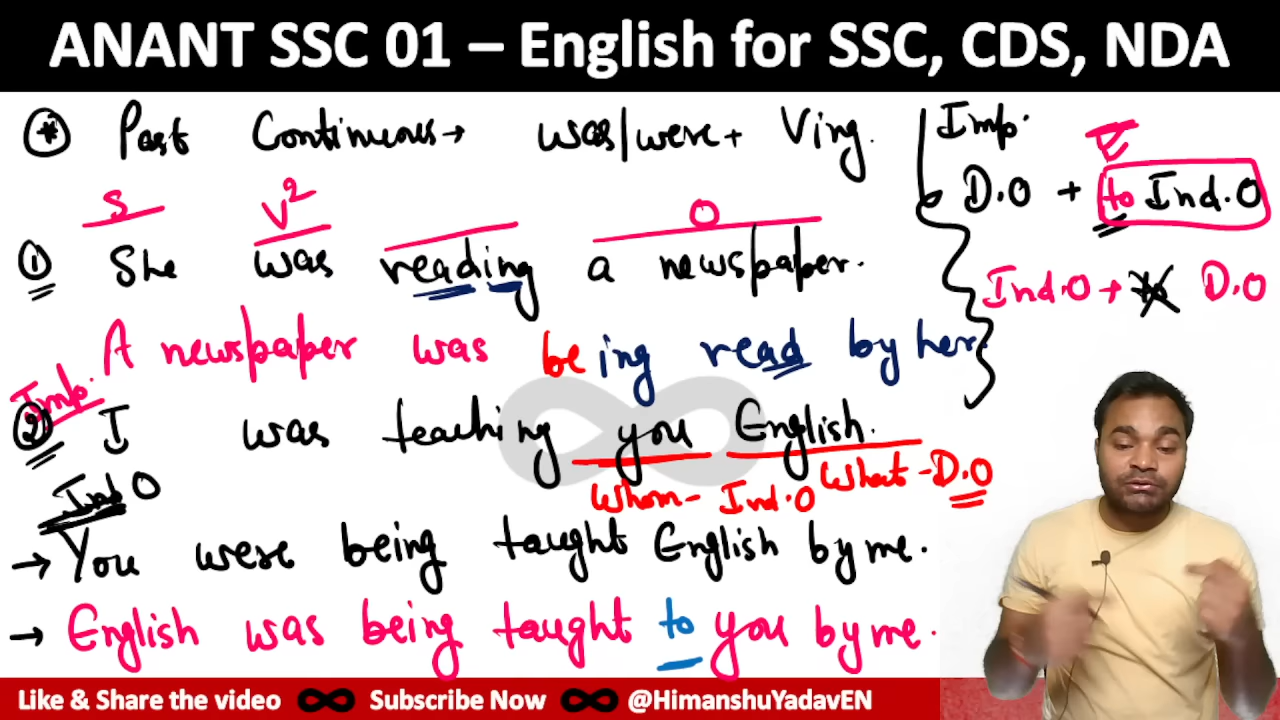 ANANT SSC 01 – English for SSC, CDS, NDA
* Past Continuous → was/were + Ving.
Imp.
E
D.O + to Ind.O
Ind.O + to D.O
S V² O
① She was reading a newspaper.
A newspaper was being read by her
Imp.
② I was teaching you English.
Whom - Ind.O What - D.O
Ind O
→ You were being taught English by me.
→ English was being taught to you by me.
Like & Share the video Subscribe Now @HimanshuYadavEN